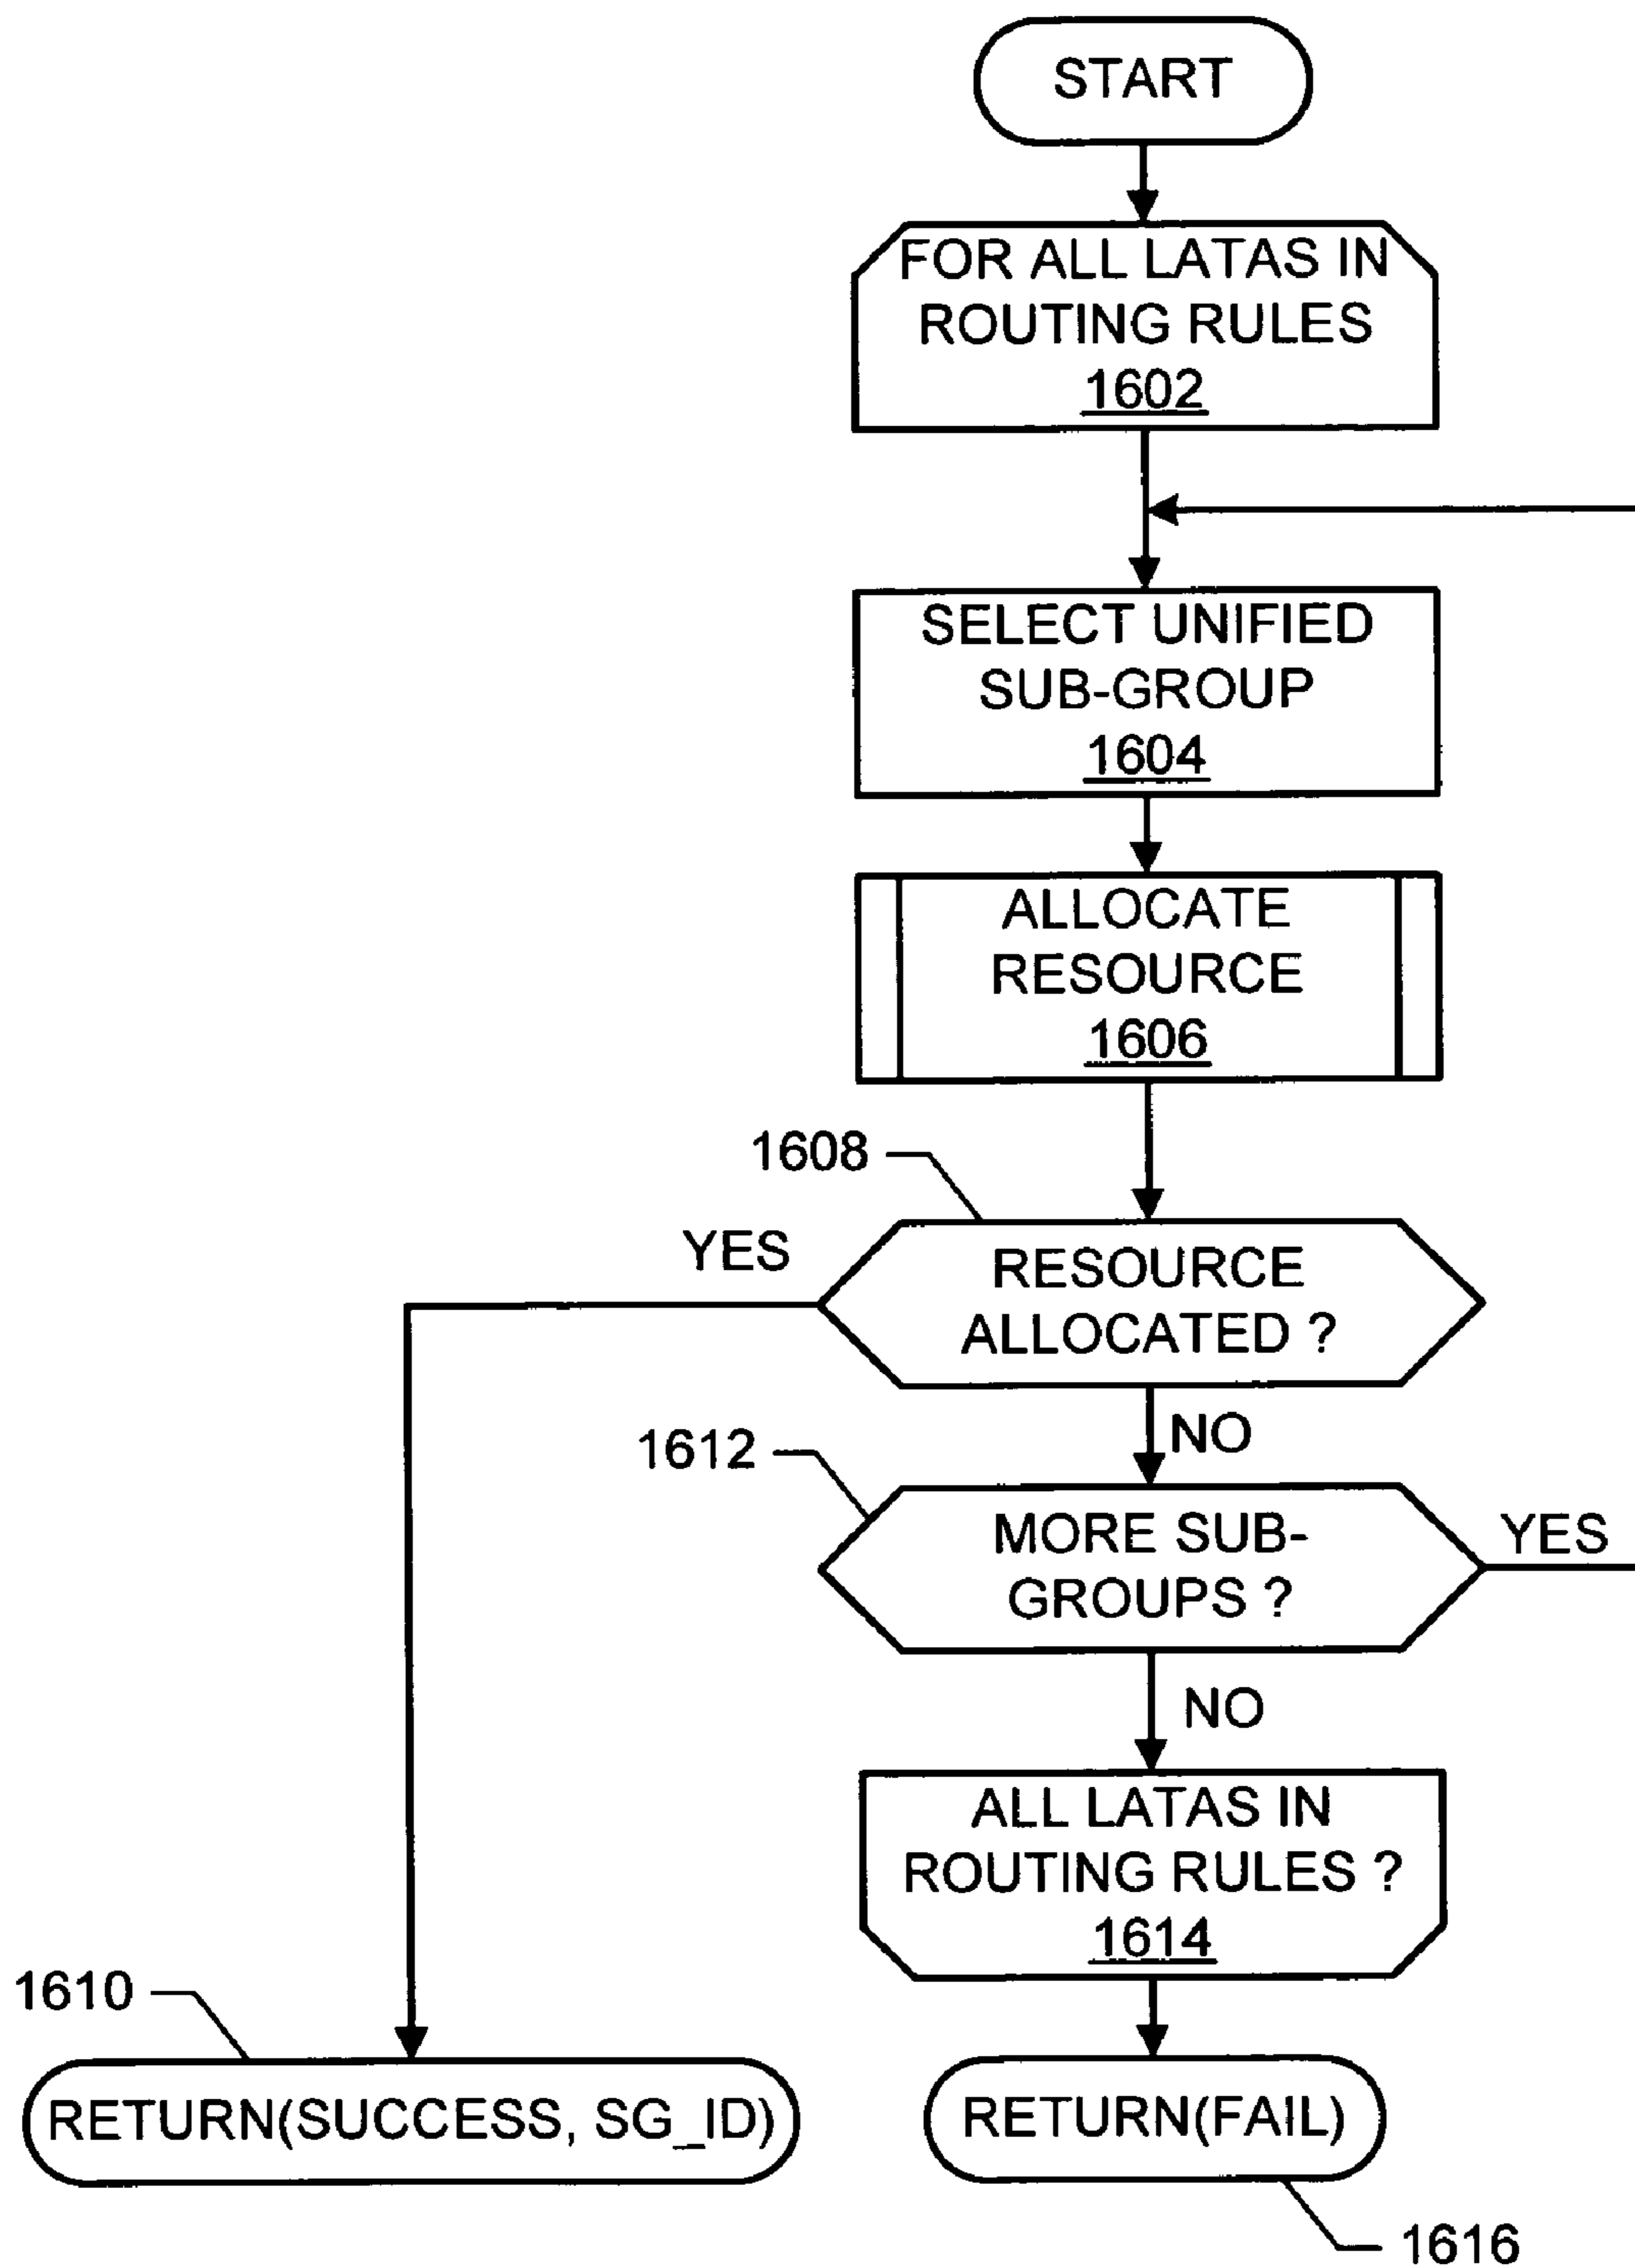 START
FOR ALL LATAS IN
ROUTING RULES
1602
SELECT UNIFIED
SUB-GROUP
1604
ALLOCATE
RESOURCE
1606
1608
YES
RESOURCE
ALLOCATED ?
NO
1612
MORE SUB-
GROUPS ?
YES
NO
ALL LATAS IN
ROUTING RULES ?
1614
1610
RETURN(SUCCESS, SG_ID)
RETURN(FAIL)
1616